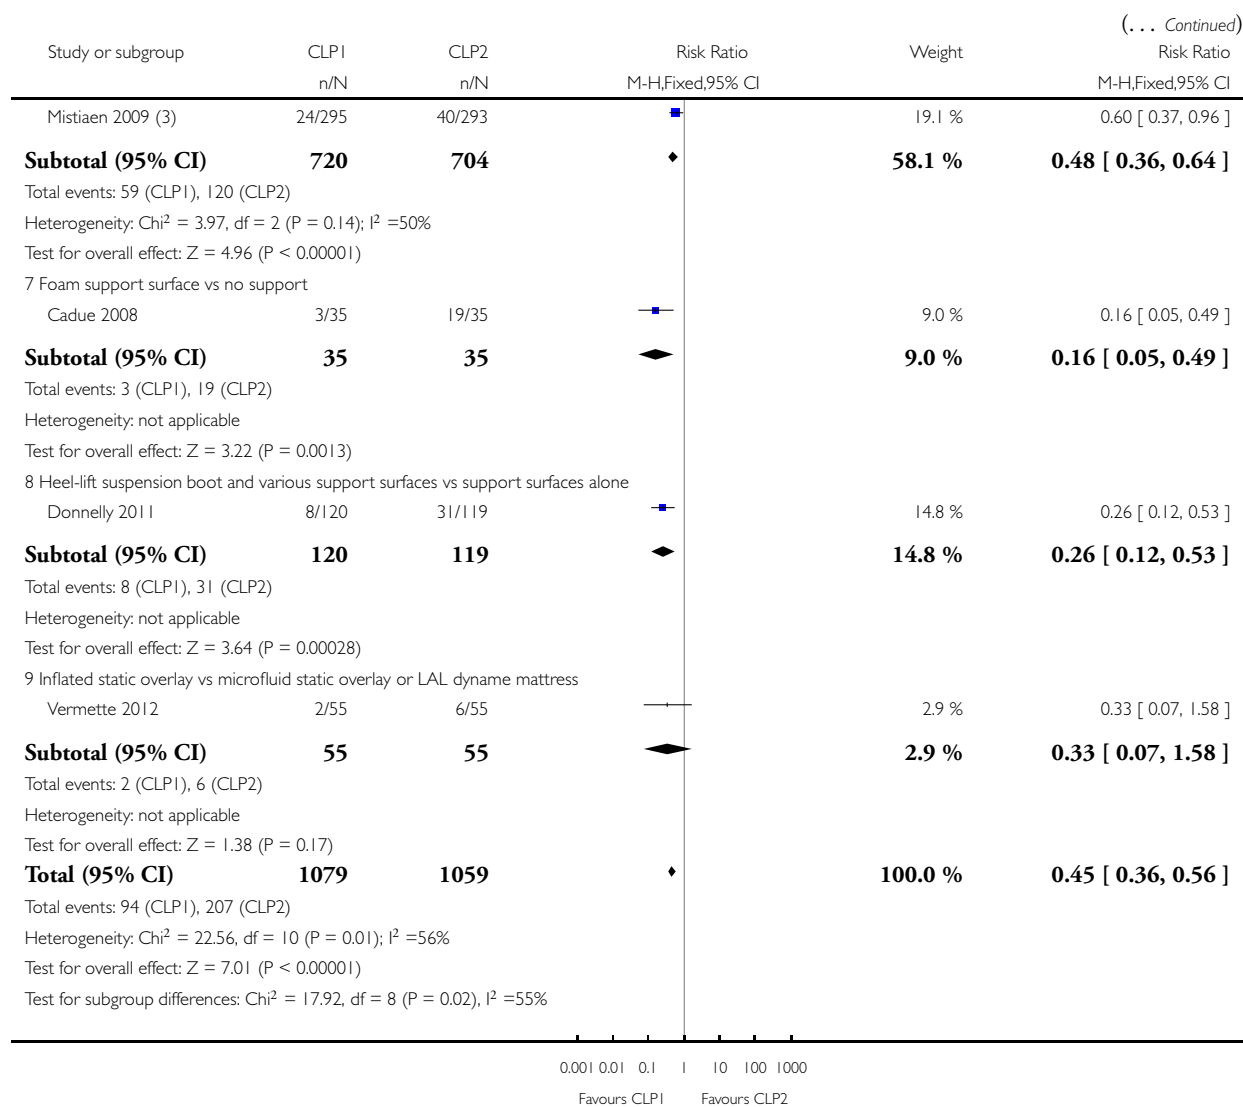 (... Continued)
Study or subgroup CLP1 CLP2 Risk Ratio Weight Risk Ratio
n/N n/N M-H,Fixed,95% CI M-H,Fixed,95% CI
Mistiaen 2009 (3) 24/295 40/293 19.1 % 0.60 [ 0.37, 0.96 ]
Subtotal (95% CI) 720 704 58.1 % 0.48 [ 0.36, 0.64 ]
Total events: 59 (CLP1), 120 (CLP2)
Heterogeneity: Chi² = 3.97, df = 2 (P = 0.14); I² =50%
Test for overall effect: Z = 4.96 (P < 0.00001)
7 Foam support surface vs no support
Cadue 2008 3/35 19/35 9.0 % 0.16 [ 0.05, 0.49 ]
Subtotal (95% CI) 35 35 9.0 % 0.16 [ 0.05, 0.49 ]
Total events: 3 (CLP1), 19 (CLP2)
Heterogeneity: not applicable
Test for overall effect: Z = 3.22 (P = 0.0013)
8 Heel-lift suspension boot and various support surfaces vs support surfaces alone
Donnelly 2011 8/120 31/119 14.8 % 0.26 [ 0.12, 0.53 ]
Subtotal (95% CI) 120 119 14.8 % 0.26 [ 0.12, 0.53 ]
Total events: 8 (CLP1), 31 (CLP2)
Heterogeneity: not applicable
Test for overall effect: Z = 3.64 (P = 0.00028)
9 Inflated static overlay vs microfluid static overlay or LAL dyname mattress
Vermette 2012 2/55 6/55 2.9 % 0.33 [ 0.07, 1.58 ]
Subtotal (95% CI) 55 55 2.9 % 0.33 [ 0.07, 1.58 ]
Total events: 2 (CLP1), 6 (CLP2)
Heterogeneity: not applicable
Test for overall effect: Z = 1.38 (P = 0.17)
Total (95% CI) 1079 1059 100.0 % 0.45 [ 0.36, 0.56 ]
Total events: 94 (CLP1), 207 (CLP2)
Heterogeneity: Chi² = 22.56, df = 10 (P = 0.01); I² =56%
Test for overall effect: Z = 7.01 (P < 0.00001)
Test for subgroup differences: Chi² = 17.92, df = 8 (P = 0.02), I² =55%
0.001 0.01 0.1 1 10 100 1000
Favours CLP1 Favours CLP2